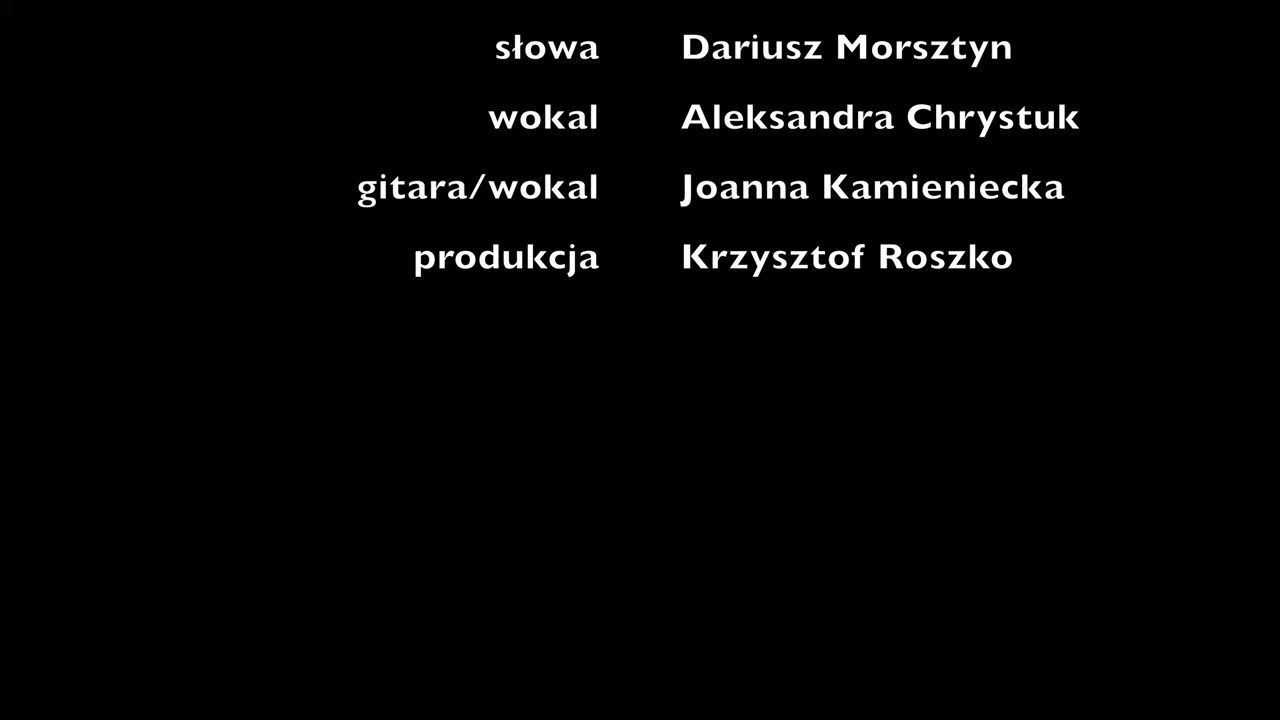 słowa Dariusz Morsztyn
wokal Aleksandra Chrystuk
gitara/wokal Joanna Kamieniecka
produkcja Krzysztof Roszko